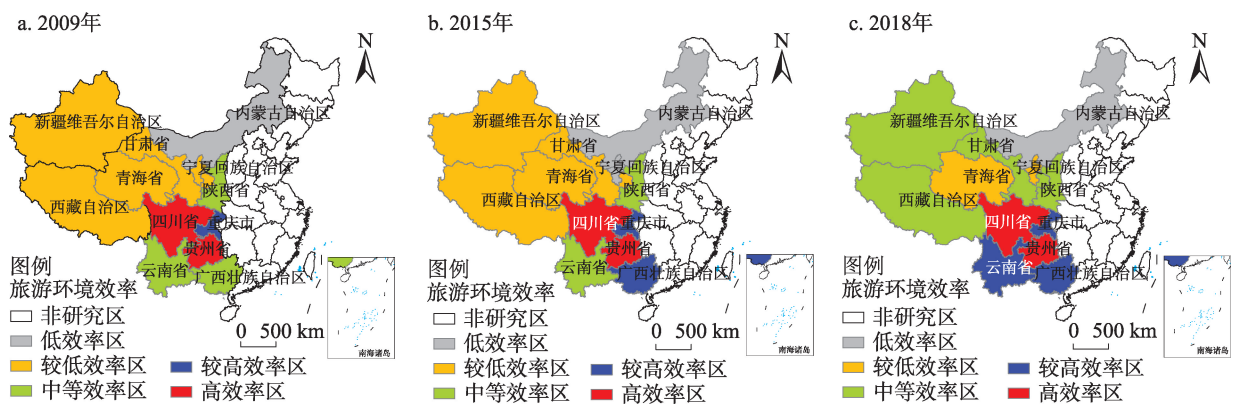 a. 2009年
N
新疆维吾尔自治区
内蒙古自治区
甘肃省
宁夏回族自治区
青海省
陕西省
西藏自治区
四川省
重庆市
贵州省
云南省
广西壮族自治区
图例
旅游环境效率
非研究区
低效率区
较低效率区
中等效率区
较高效率区
高效率区
0 500 km
南海诸岛
b. 2015年
N
新疆维吾尔自治区
内蒙古自治区
甘肃省
宁夏回族自治区
青海省
陕西省
西藏自治区
四川省
重庆市
贵州省
云南省
广西壮族自治区
图例
旅游环境效率
非研究区
低效率区
较低效率区
中等效率区
较高效率区
高效率区
0 500 km
南海诸岛
c. 2018年
N
新疆维吾尔自治区
内蒙古自治区
甘肃省
宁夏回族自治区
青海省
陕西省
西藏自治区
四川省
重庆市
贵州省
云南省
广西壮族自治区
图例
旅游环境效率
非研究区
低效率区
较低效率区
中等效率区
较高效率区
高效率区
0 500 km
南海诸岛